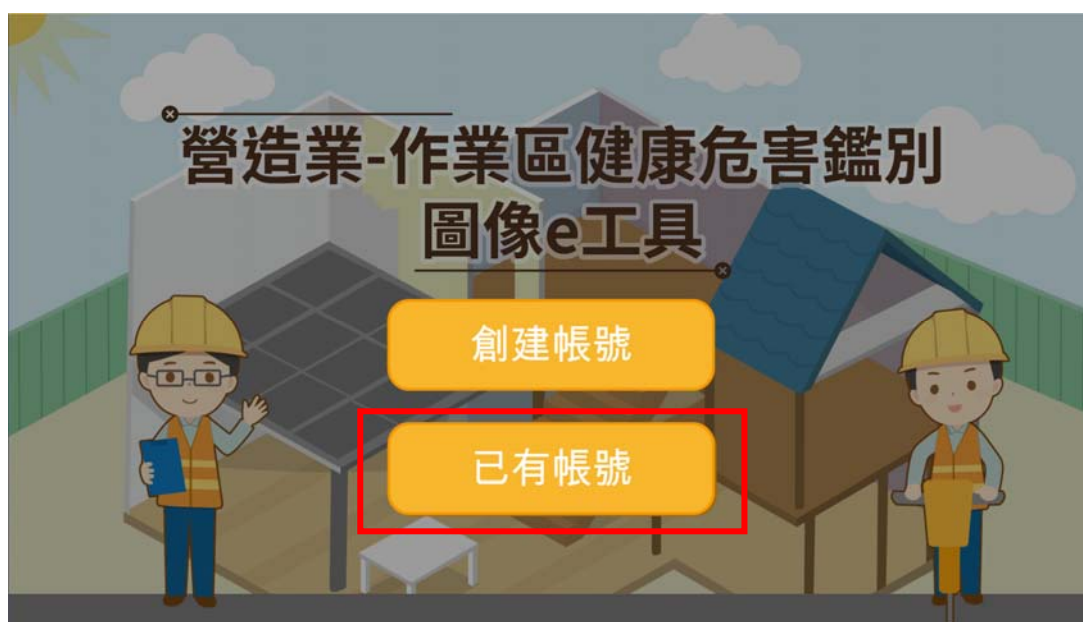 營造業-作業區健康危害鑑別
圖像e工具
創建帳號
已有帳號